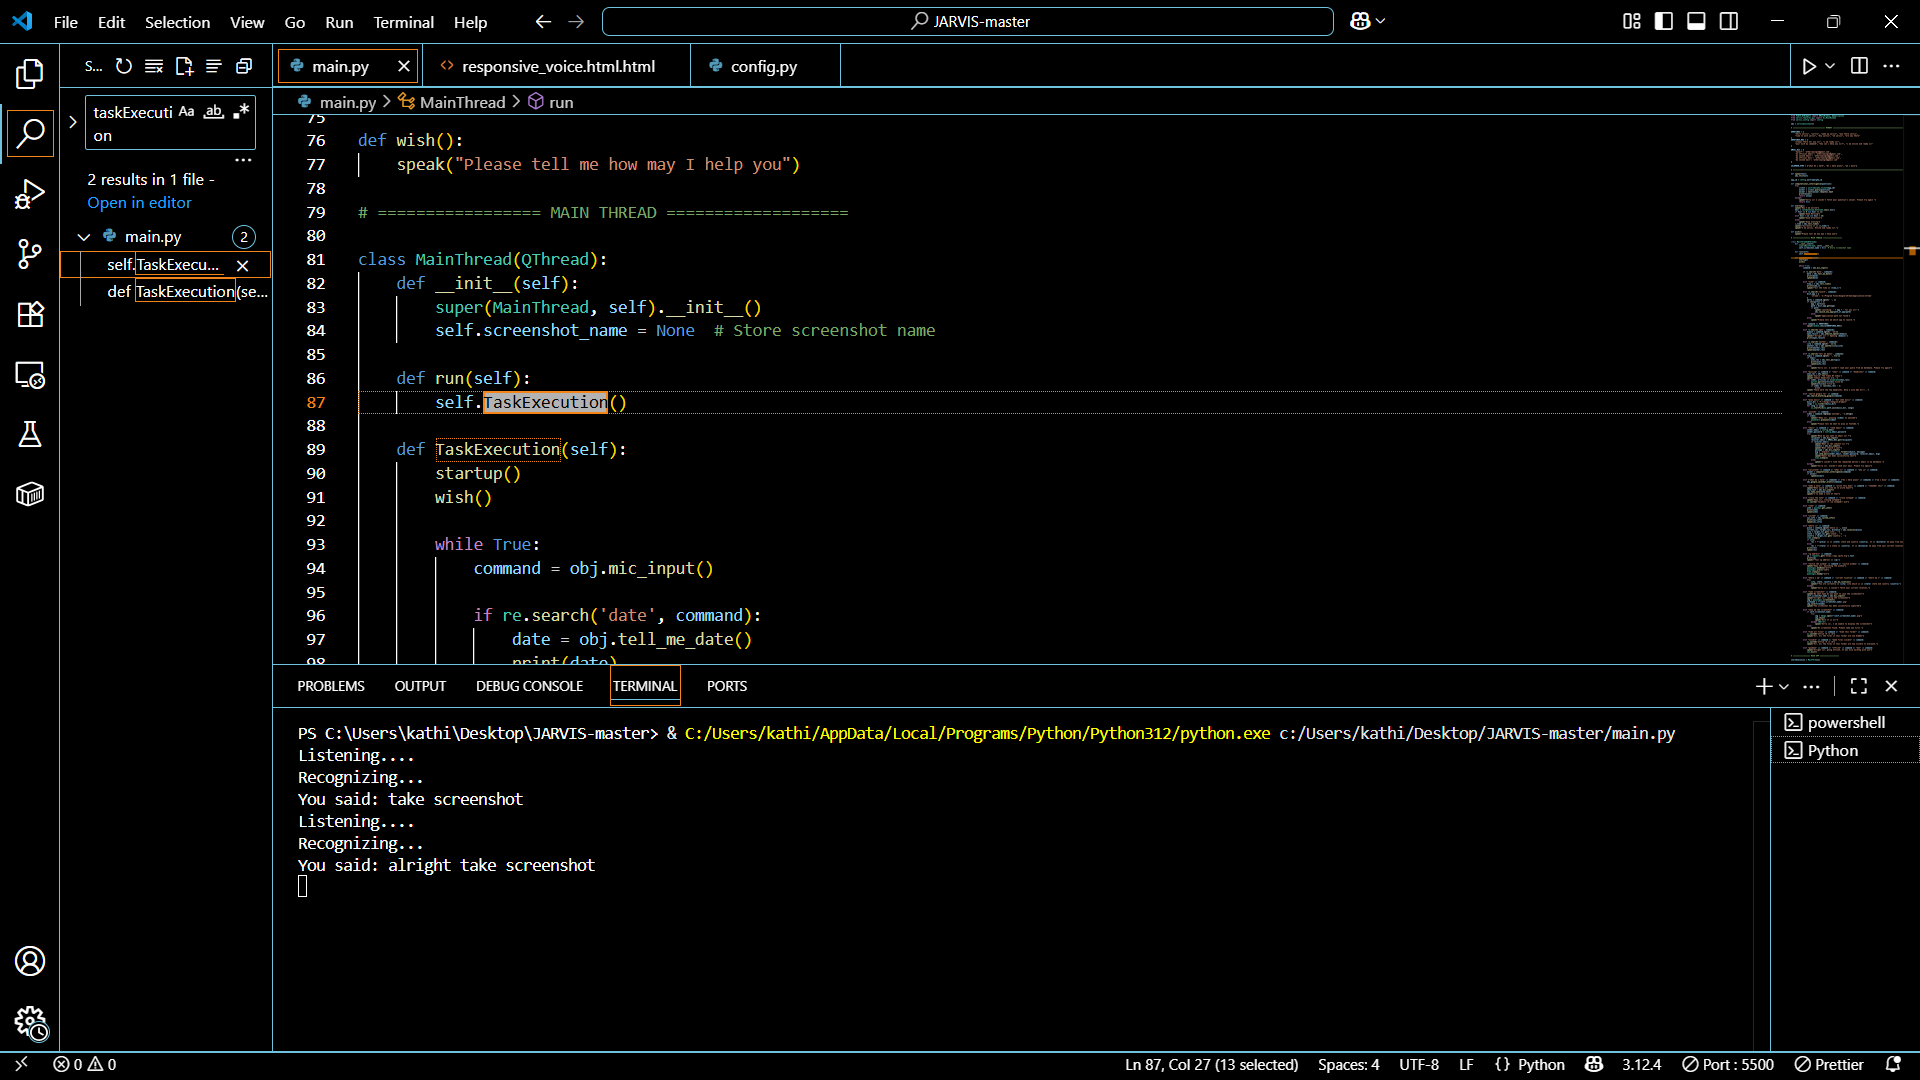 File Edit Selection View Go Run Terminal Help
JARVIS-master
S...
main.py
responsive_voice.html.html
config.py
taskExecuti
on
Aa ab .*
2 results in 1 file -
Open in editor
main.py 2
self.TaskExecu...
def TaskExecution(se...
main.py > MainThread > run
75
76 def wish():
77 speak("Please tell me how may I help you")
78
79 # ================= MAIN THREAD ===================
80
81 class MainThread(QThread):
82 def __init__(self):
83 super(MainThread, self).__init__()
84 self.screenshot_name = None  # Store screenshot name
85
86 def run(self):
87 self.TaskExecution()
88
89 def TaskExecution(self):
90 startup()
91 wish()
92
93 while True:
94 command = obj.mic_input()
95
96 if re.search('date', command):
97 date = obj.tell_me_date()
98 print(date)
PROBLEMS OUTPUT DEBUG CONSOLE TERMINAL PORTS
PS C:\Users\kathi\Desktop\JARVIS-master> & C:/Users/kathi/AppData/Local/Programs/Python/Python312/python.exe c:/Users/kathi/Desktop/JARVIS-master/main.py
Listening....
Recognizing...
You said: take screenshot
Listening....
Recognizing...
You said: alright take screenshot
powershell
Python
0 0
Ln 87, Col 27 (13 selected) Spaces: 4 UTF-8 LF {} Python 3.12.4 Port : 5500 Prettier